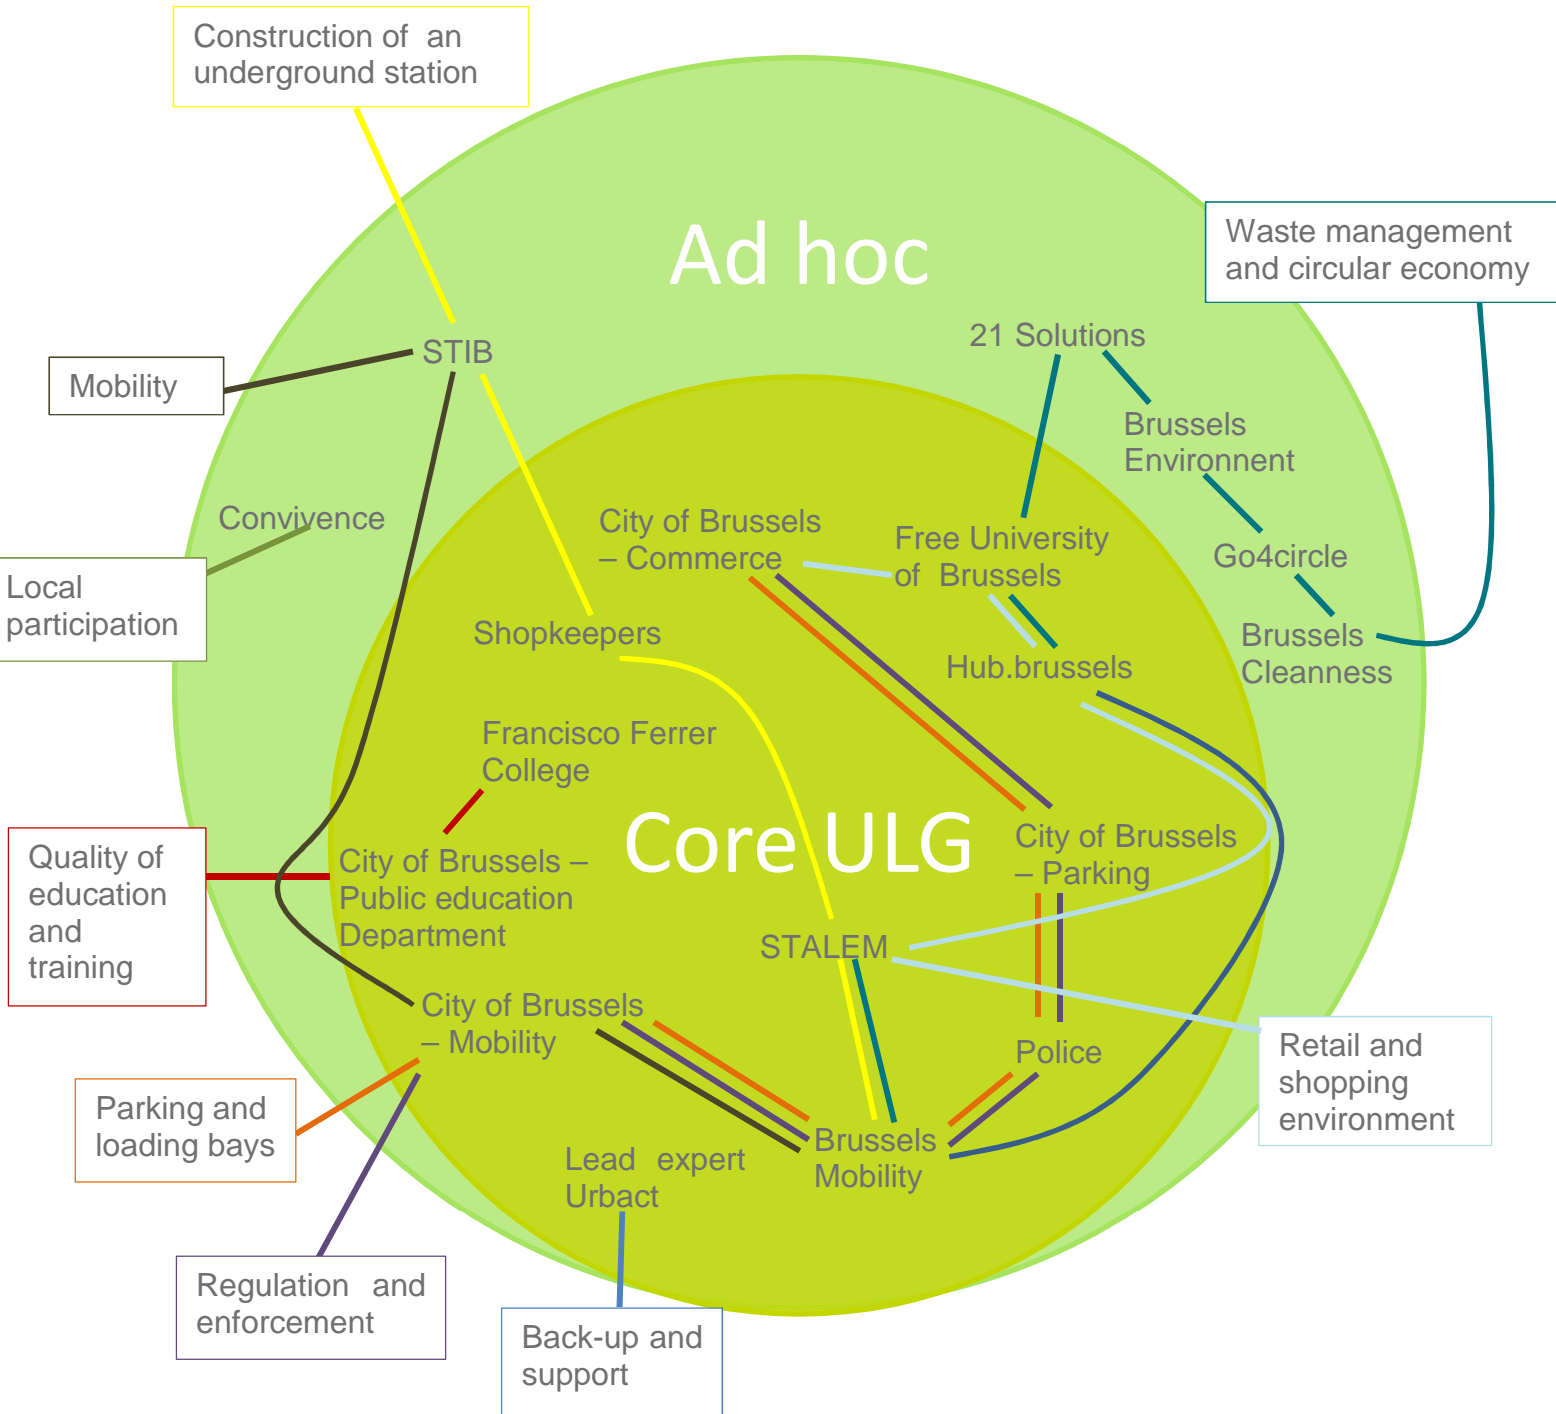 Construction of an
underground station
Ad hoc
Waste management
and circular economy
21 Solutions
STIB
Mobility
Brussels
Environnent
Convivence
City of Brussels
– Commerce
Free University
of Brussels
Go4circle
Local
participation
Shopkeepers
Brussels
Cleanness
Hub.brussels
Francisco Ferrer
College
Core ULG
City of Brussels
– Parking
Quality of
education
and
training
City of Brussels –
Public education
Department
STALEM
City of Brussels
– Mobility
Police
Retail and
shopping
environment
Parking and
loading bays
Brussels
Mobility
Lead expert
Urbact
Regulation and
enforcement
Back-up and
support